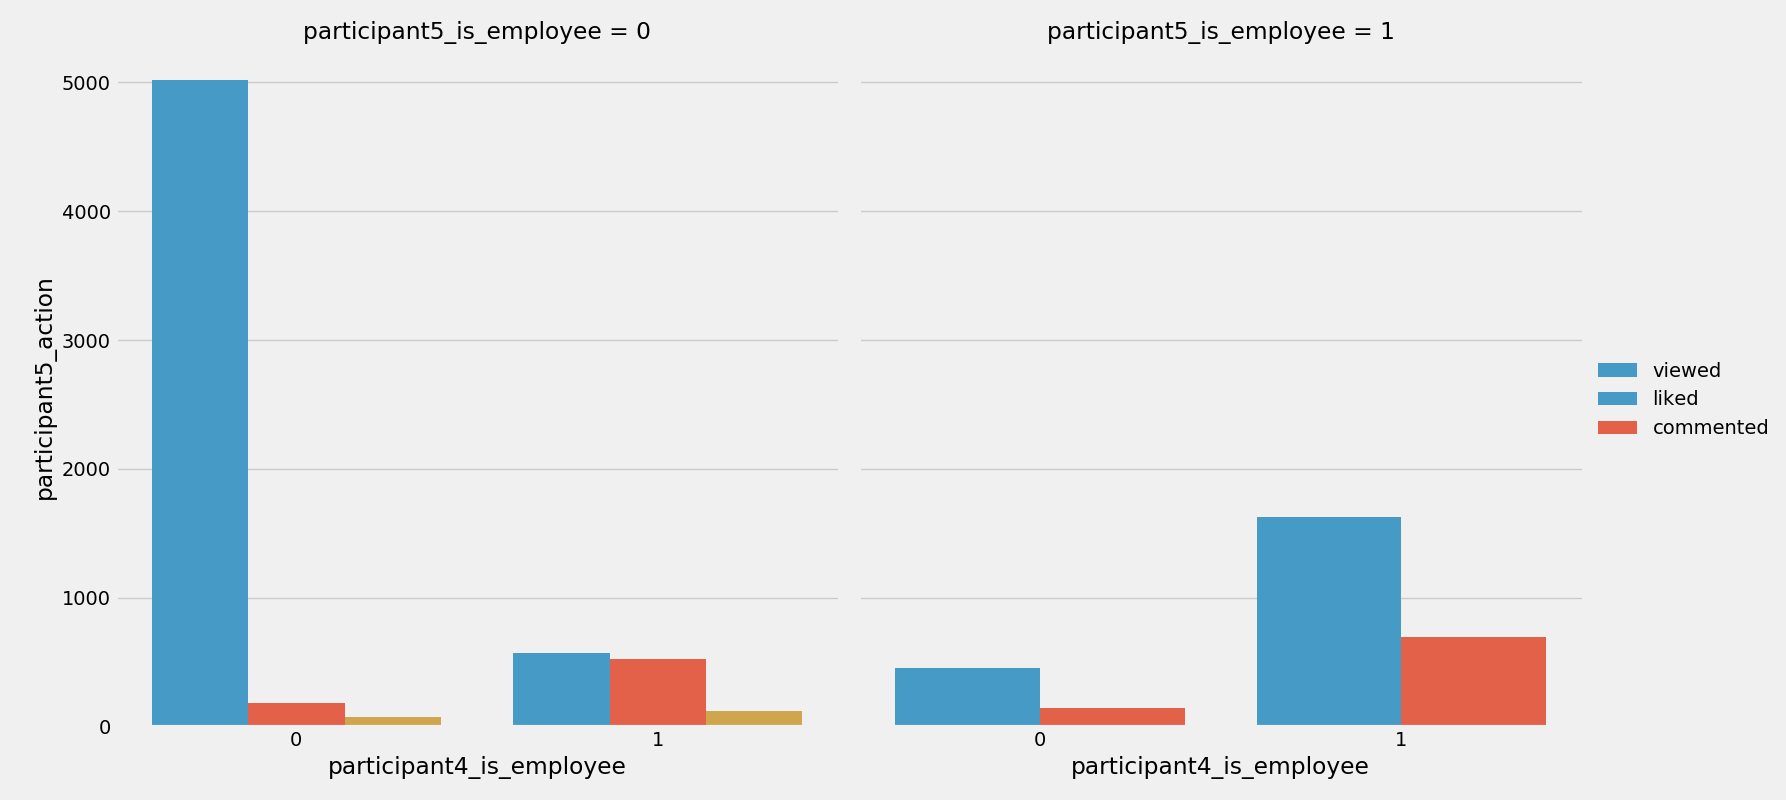 participant5_is_employee = 0
participant5_is_employee = 1
participant5_action
5000
4000
3000
2000
1000
0
0
1
0
1
participant4_is_employee
participant4_is_employee
viewed
liked
commented